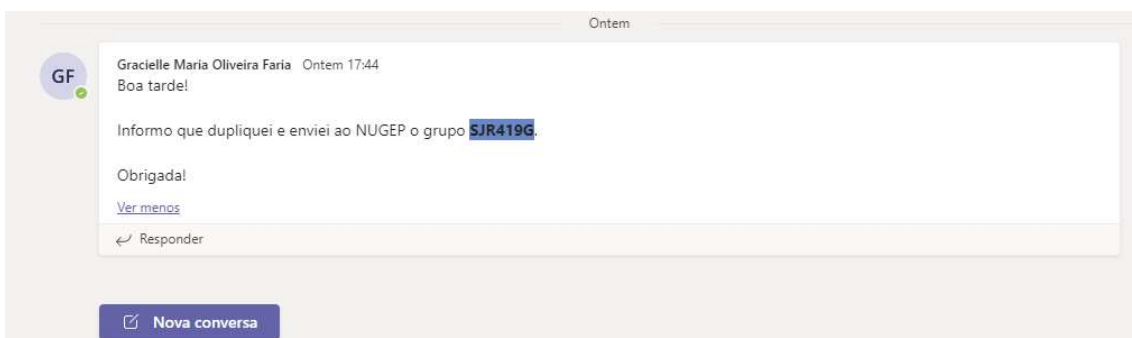 Ontem
GF
Gracielle Maria Oliveira Faria Ontem 17:44
Boa tarde!
Informo que dupliquei e enviei ao NUGEP o grupo SJR419G.
Obrigada!
Ver menos
Responder
Nova conversa